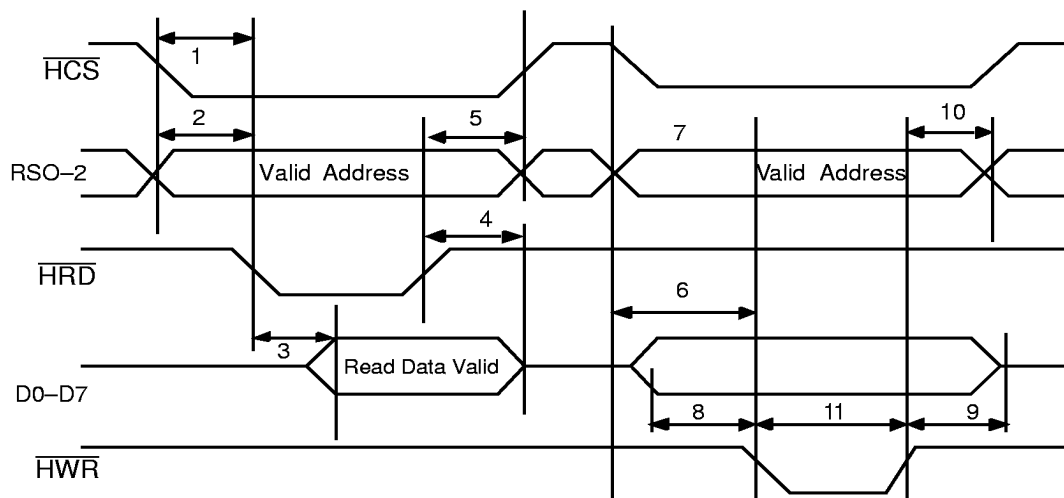 1
HCS
2
5
7
10
RSO–2
Valid Address
Valid Address
4
HRD
6
3
Read Data Valid
D0–D7
8
11
9
HWR